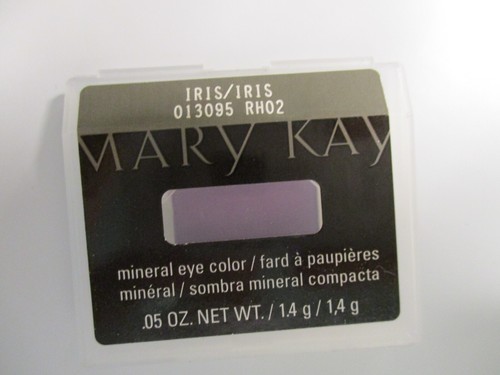 IRIS/IRIS
013095 RH02
MARY KAY
mineral eye color / fard à paupières
minéral / sombra mineral compacta
.05 OZ. NET WT. / 1.4 g / 1,4 g